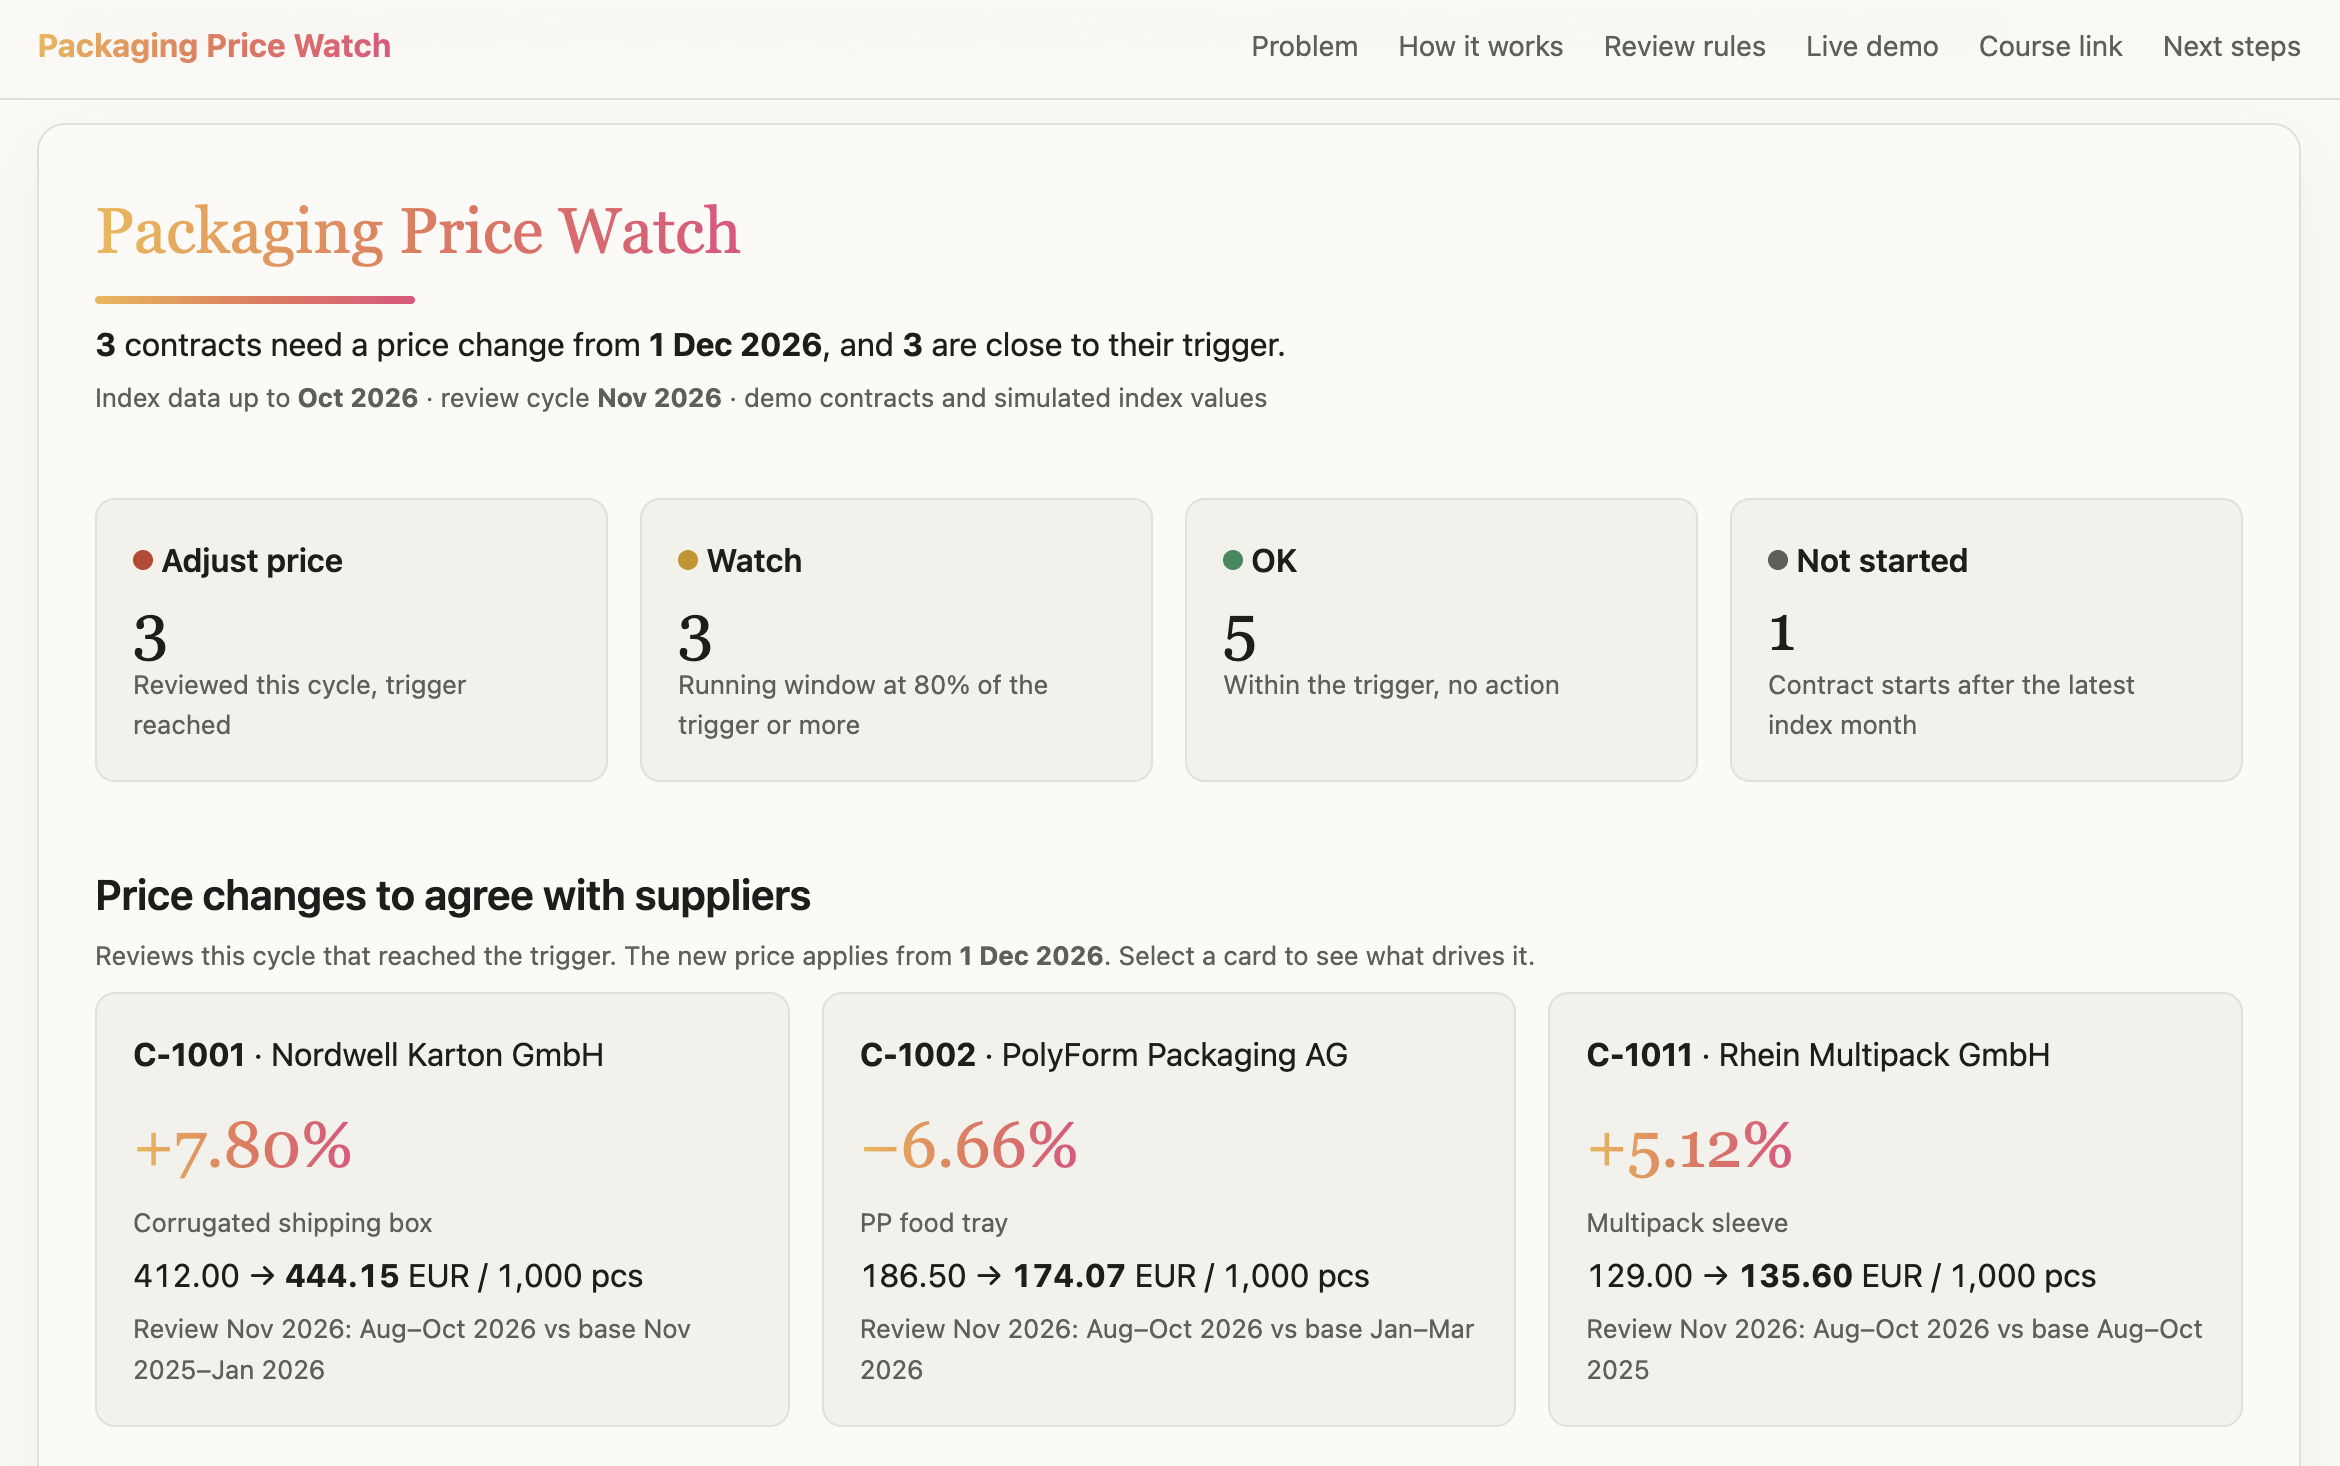 Packaging Price Watch
Problem How it works Review rules Live demo Course link Next steps
Packaging Price Watch
3 contracts need a price change from 1 Dec 2026, and 3 are close to their trigger.
Index data up to Oct 2026 · review cycle Nov 2026 · demo contracts and simulated index values
Adjust price
3
Reviewed this cycle, trigger
reached
Watch
3
Running window at 80% of the
trigger or more
OK
5
Within the trigger, no action
Not started
1
Contract starts after the latest
index month
Price changes to agree with suppliers
Reviews this cycle that reached the trigger. The new price applies from 1 Dec 2026. Select a card to see what drives it.
C-1001 · Nordwell Karton GmbH
+7.80%
Corrugated shipping box
412.00 → 444.15 EUR / 1,000 pcs
Review Nov 2026: Aug–Oct 2026 vs base Nov
2025–Jan 2026
C-1002 · PolyForm Packaging AG
−6.66%
PP food tray
186.50 → 174.07 EUR / 1,000 pcs
Review Nov 2026: Aug–Oct 2026 vs base Jan–Mar
2026
C-1011 · Rhein Multipack GmbH
+5.12%
Multipack sleeve
129.00 → 135.60 EUR / 1,000 pcs
Review Nov 2026: Aug–Oct 2026 vs base Aug–Oct
2025